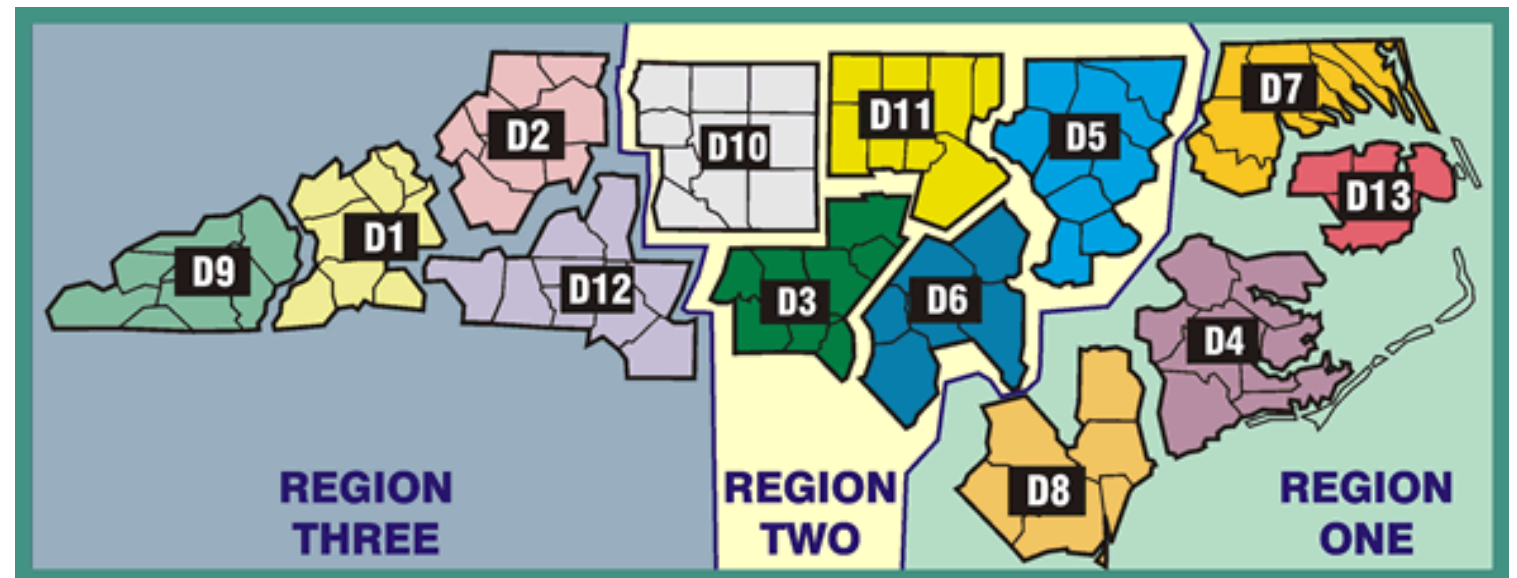 D2
D10
D11
D5
D7
D13
D9
D1
D12
D3
D6
D4
D8
REGION
THREE
REGION
TWO
REGION
ONE